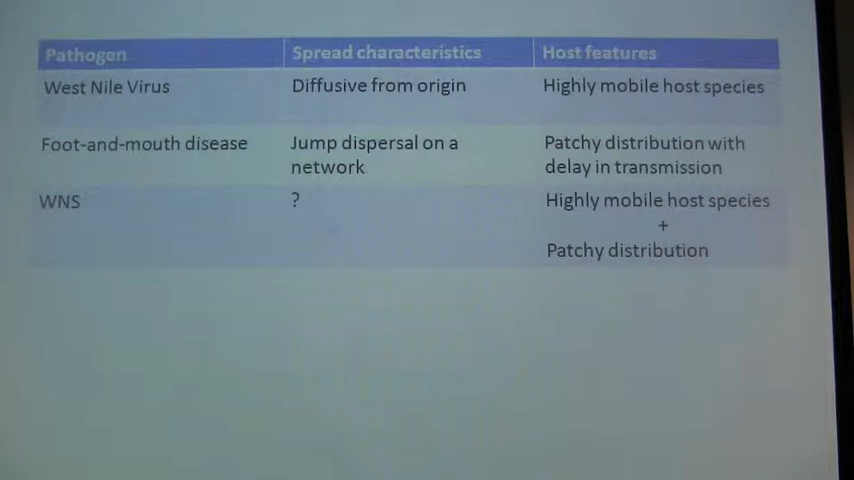 Pathogen Spread characteristics Host features
West Nile Virus Diffusive from origin Highly mobile host species
Foot-and-mouth disease Jump dispersal on a Patchy distribution with
network delay in transmission
WNS ? Highly mobile host species
+
Patchy distribution